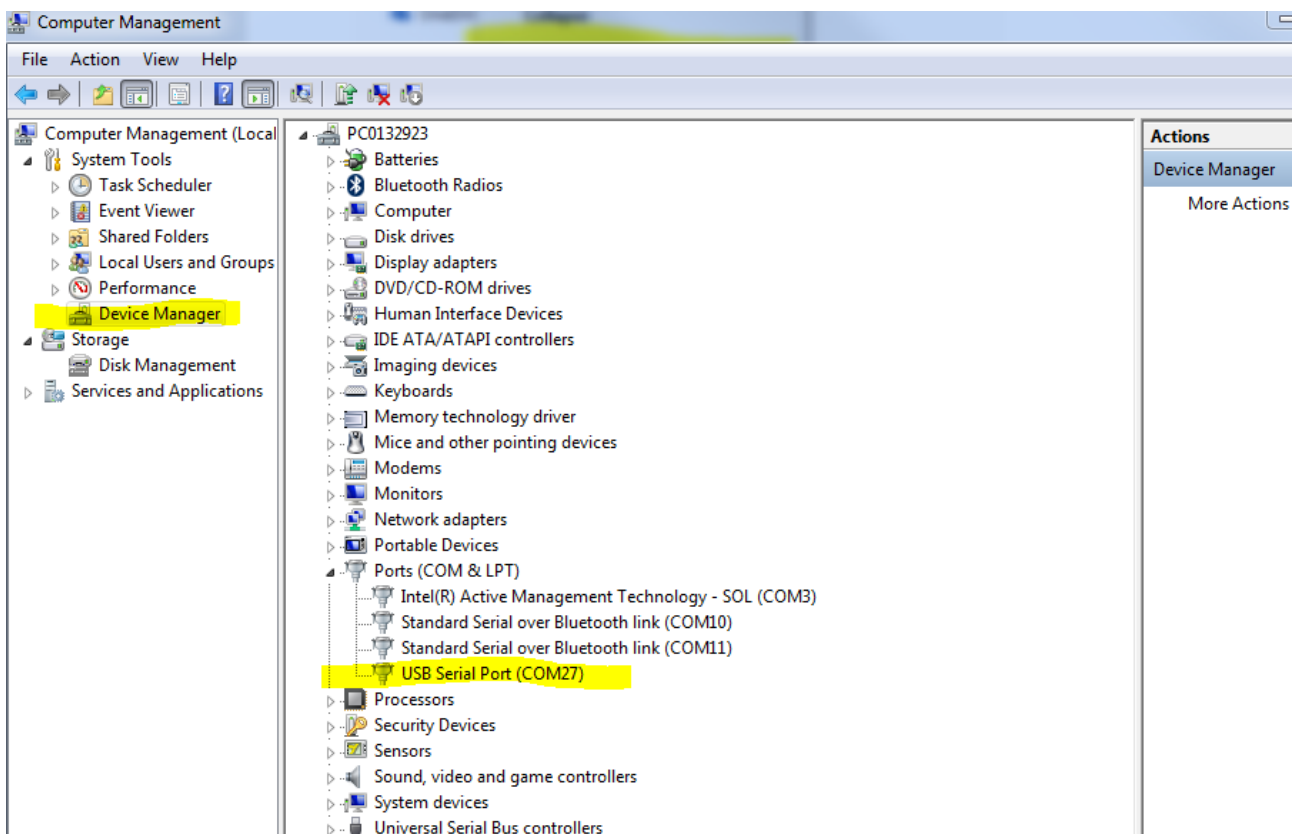 Computer Management
File Action View Help
Computer Management (Local
System Tools
Task Scheduler
Event Viewer
Shared Folders
Local Users and Groups
Performance
Device Manager
Storage
Disk Management
Services and Applications
PC0132923
Batteries
Bluetooth Radios
Computer
Disk drives
Display adapters
DVD/CD-ROM drives
Human Interface Devices
IDE ATA/ATAPI controllers
Imaging devices
Keyboards
Memory technology driver
Mice and other pointing devices
Modems
Monitors
Network adapters
Portable Devices
Ports (COM & LPT)
Intel(R) Active Management Technology - SOL (COM3)
Standard Serial over Bluetooth link (COM10)
Standard Serial over Bluetooth link (COM11)
USB Serial Port (COM27)
Processors
Security Devices
Sensors
Sound, video and game controllers
System devices
Universal Serial Bus controllers
Actions
Device Manager
More Actions